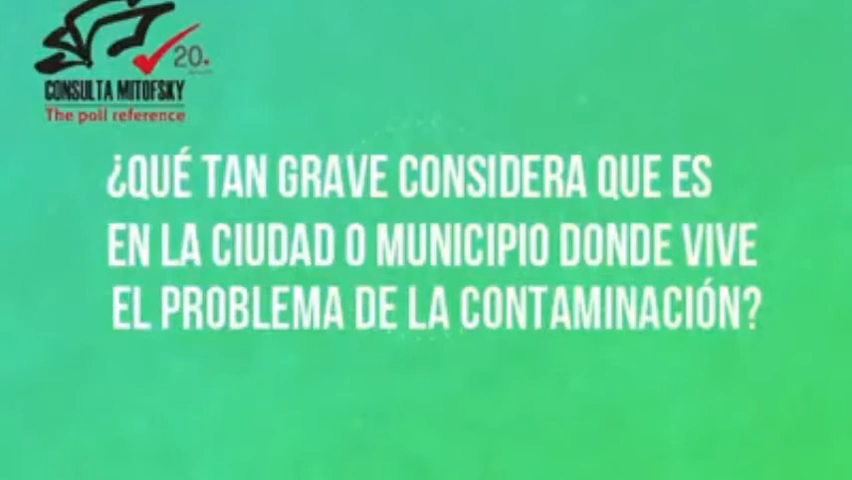 20.
CONSULTA MITOFSKY
The poll reference
¿QUÉ TAN GRAVE CONSIDERA QUE ES
EN LA CIUDAD O MUNICIPIO DONDE VIVE
EL PROBLEMA DE LA CONTAMINACIÓN?